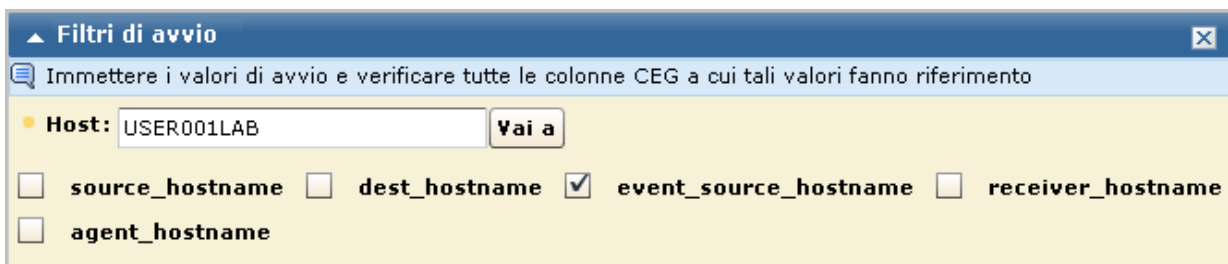 Filtri di avvio
Immettere i valori di avvio e verificare tutte le colonne CEG a cui tali valori fanno riferimento
Host: USER001LAB Vai a
source_hostname dest_hostname event_source_hostname receiver_hostname
agent_hostname